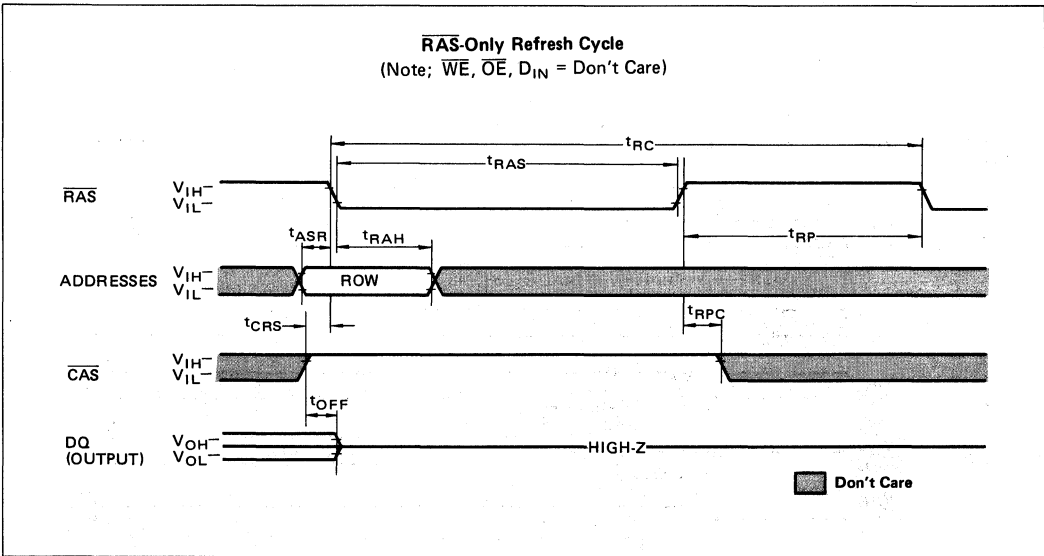 RAS-Only Refresh Cycle
(Note; WE, OE, DIN = Don't Care)
tRC
tRAS
RAS
VIH
VIL
tASR
tRAH
tRP
ADDRESSES
VIH
VIL
ROW
tCRS
tRPC
CAS
VIH
VIL
tOFF
DQ
(OUTPUT)
VOH
VOL
HIGH-Z
Don't Care